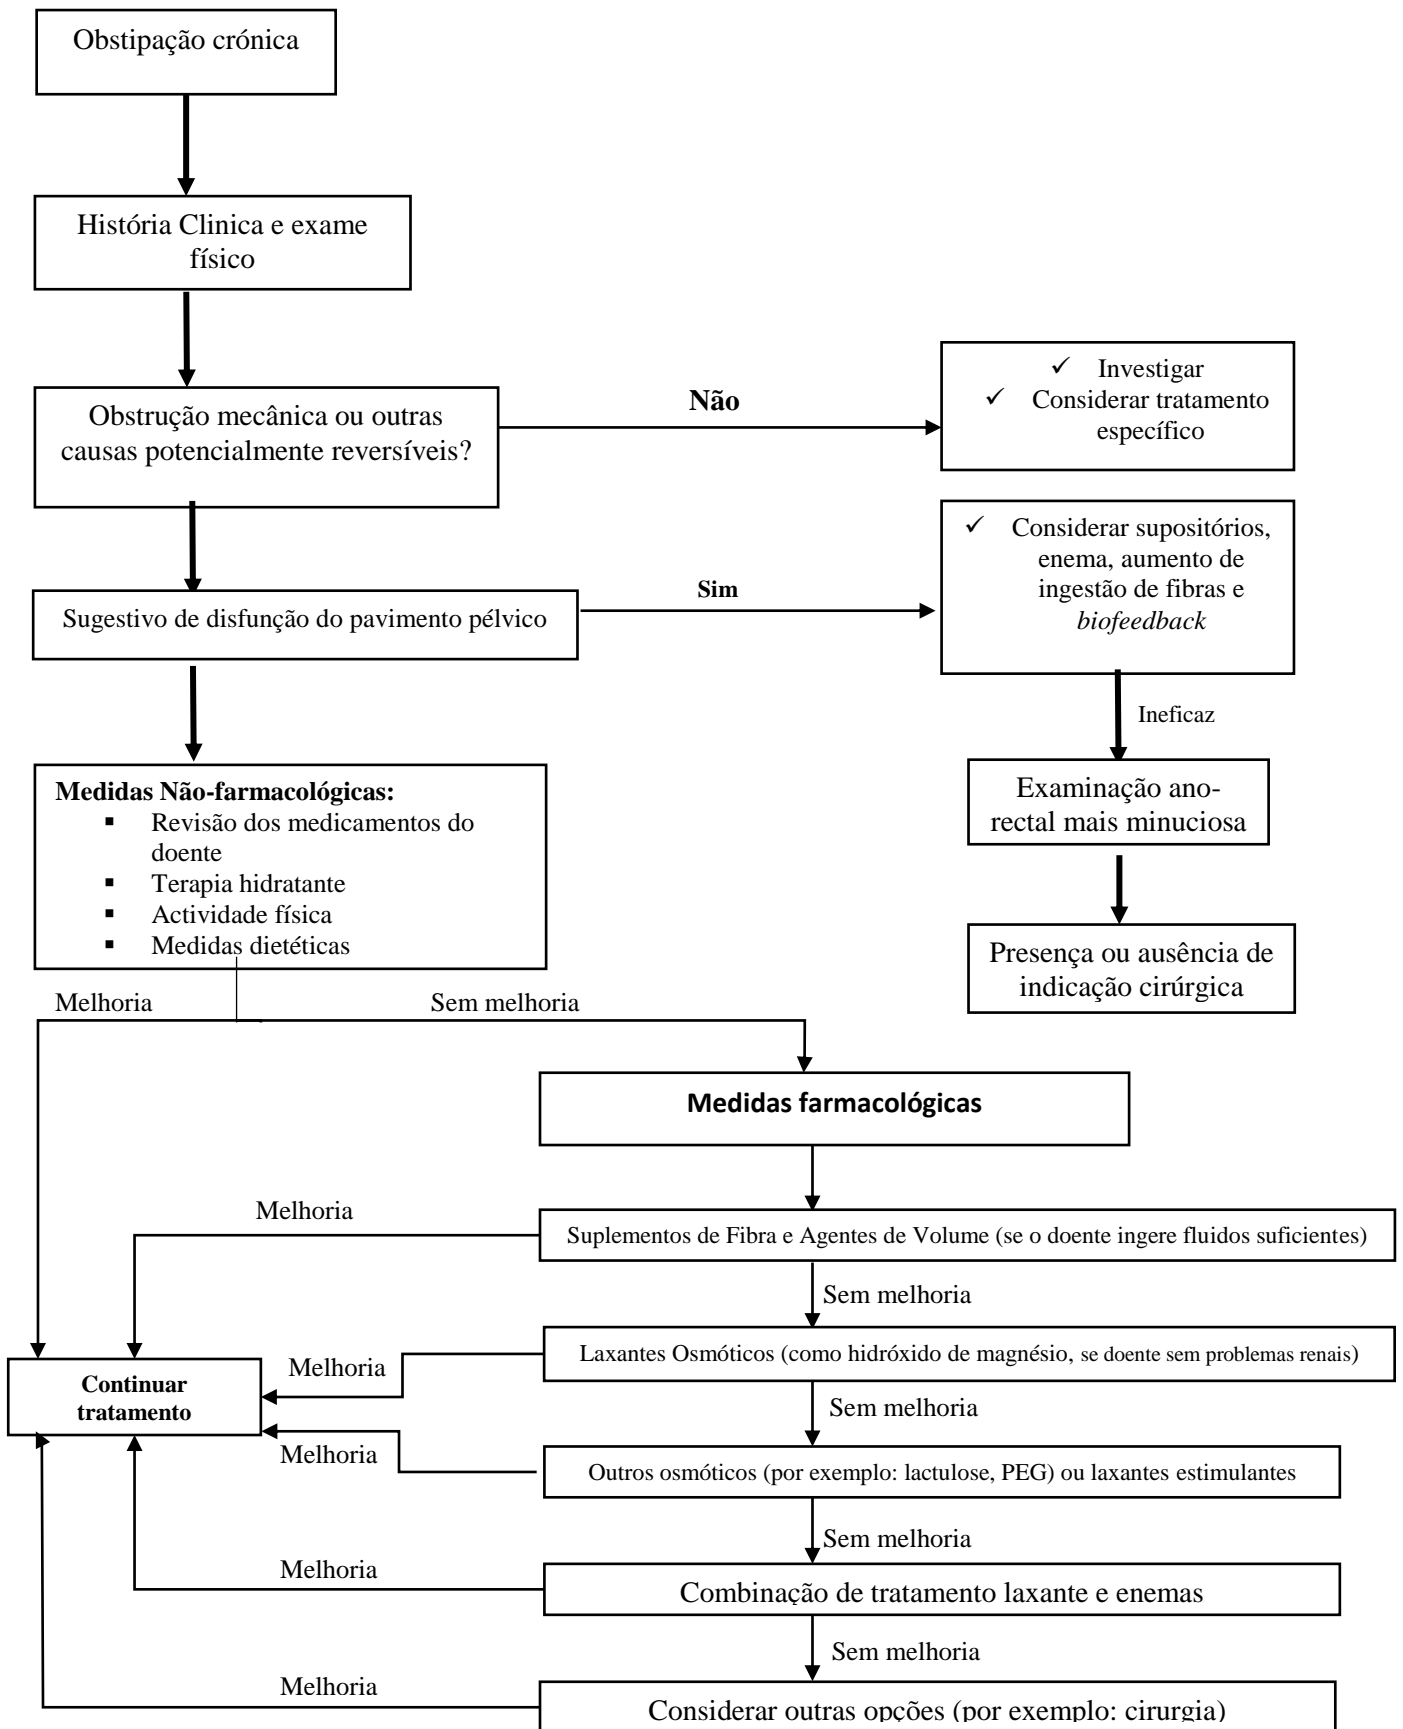 Obstipação crónica
História Clinica e exame
físico
Obstrução mecânica ou outras
causas potencialmente reversíveis?
Não
✓ Investigar
✓ Considerar tratamento
específico
Sugestivo de disfunção do pavimento pélvico
Sim
✓ Considerar supositórios,
enema, aumento de
ingestão de fibras e
biofeedback
Ineficaz
Examinação ano-
rectal mais minuciosa
Presença ou ausência de
indicação cirúrgica
Medidas Não-farmacológicas:
▪ Revisão dos medicamentos do
doente
▪ Terapia hidratante
▪ Actividade física
▪ Medidas dietéticas
Melhoria
Sem melhoria
Medidas farmacológicas
Melhoria
Suplementos de Fibra e Agentes de Volume (se o doente ingere fluidos suficientes)
Sem melhoria
Melhoria
Laxantes Osmóticos (como hidróxido de magnésio, se doente sem problemas renais)
Continuar
tratamento
Sem melhoria
Melhoria
Outros osmóticos (por exemplo: lactulose, PEG) ou laxantes estimulantes
Sem melhoria
Melhoria
Combinação de tratamento laxante e enemas
Sem melhoria
Melhoria
Considerar outras opções (por exemplo: cirurgia)